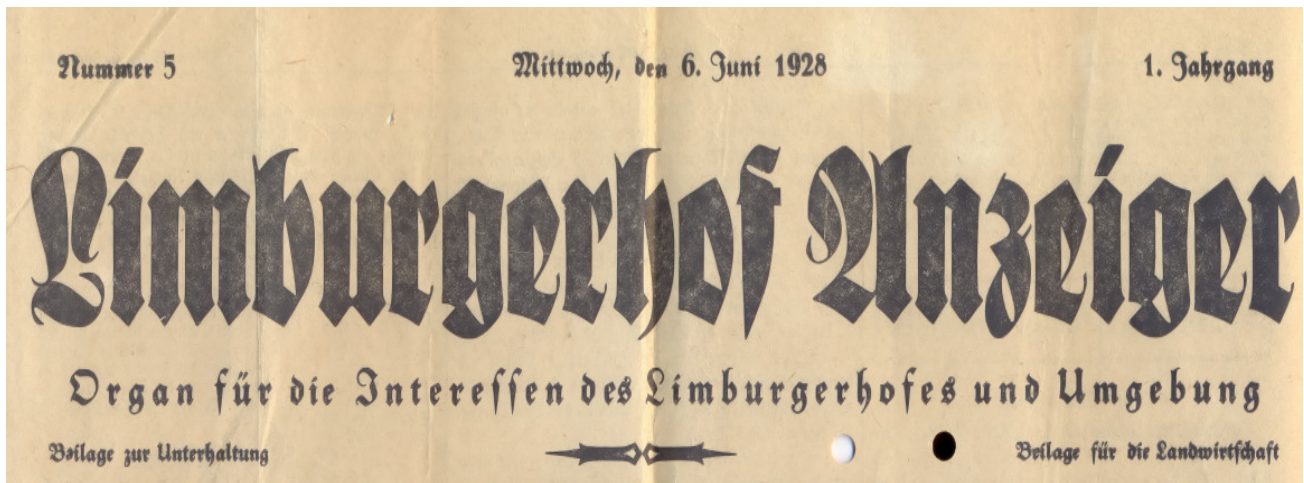 Nummer 5 Mittwoch, den 6. Juni 1928 1. Jahrgang
Limburgerhof Anzeiger
Organ für die Interessen des Limburgerhofes und Umgebung
Beilage zur Unterhaltung Beilage für die Landwirtschaft